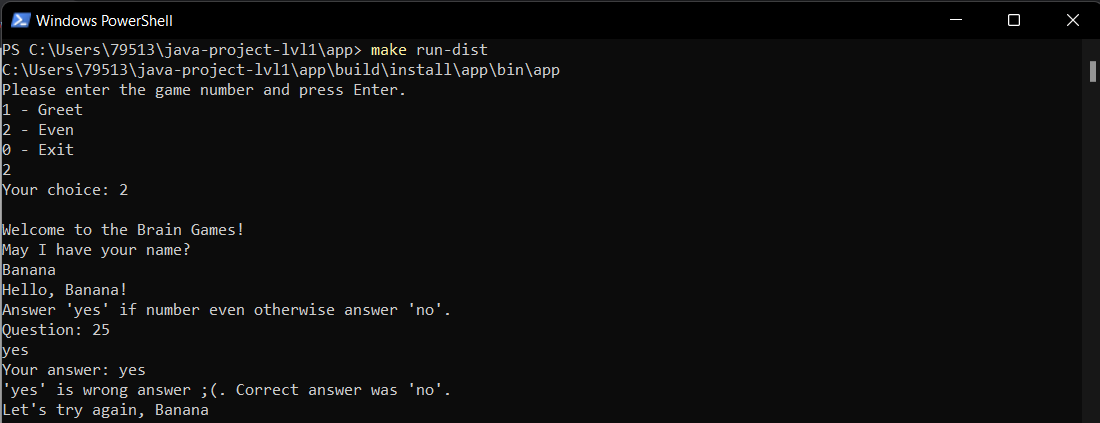 Windows PowerShell
PS C:\Users\79513\java-project-lvl1\app> make run-dist
C:\Users\79513\java-project-lvl1\app\build\install\app\bin\app
Please enter the game number and press Enter.
1 - Greet
2 - Even
0 - Exit
2
Your choice: 2
Welcome to the Brain Games!
May I have your name?
Banana
Hello, Banana!
Answer 'yes' if number even otherwise answer 'no'.
Question: 25
yes
Your answer: yes
'yes' is wrong answer ;(. Correct answer was 'no'.
Let's try again, Banana